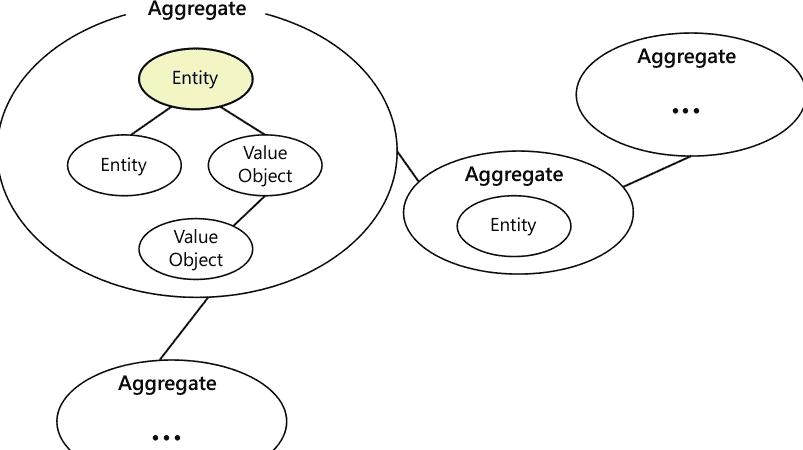 Aggregate
Entity
Entity
Value
Object
Value
Object
Aggregate
Entity
Aggregate
...
Aggregate
...